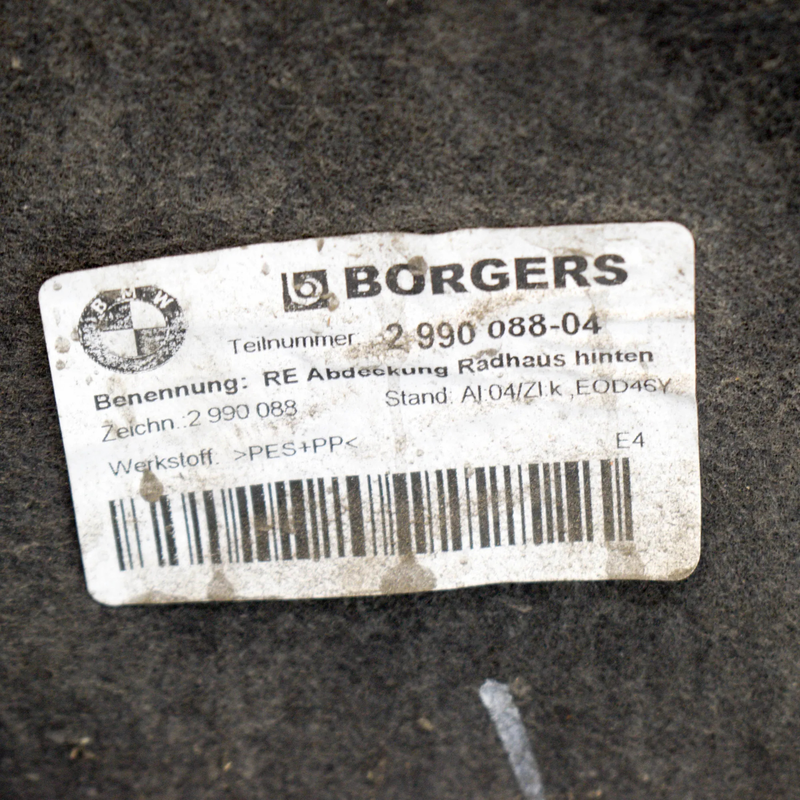 BMW
BORGERS
Teilnummer 2 990 088-04
Benennung: RE Abdeckung Radhaus hinten
Zeichn.:2 990 088 Stand: AI:04/ZI:k ,EOD46Y
Werkstoff: >PES+PP< E4